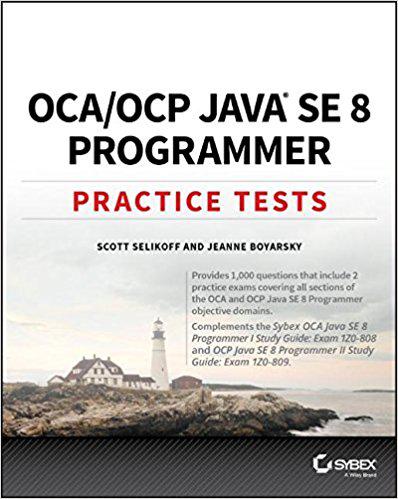 OCA/OCP JAVA® SE 8
PROGRAMMER
PRACTICE TESTS
SCOTT SELIKOFF AND JEANNE BOYARSKY
Provides 1,000 questions that include 2
practice exams covering all sections of
the OCA and OCP Java SE 8 Programmer
objective domains.
Complements the Sybex OCA Java SE 8
Programmer I Study Guide: Exam 1Z0-808
and OCP Java SE 8 Programmer II Study
Guide: Exam 1Z0-809.
SYBEX
A Wiley Brand